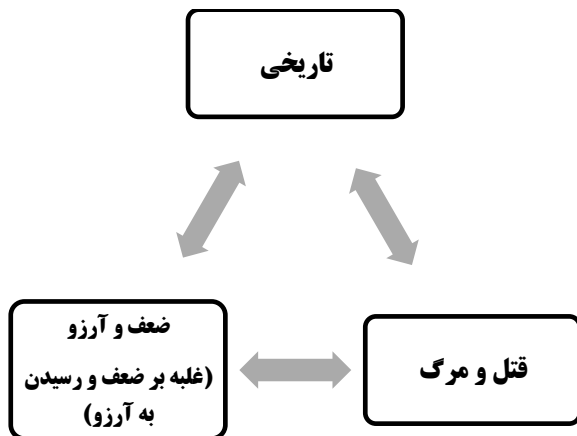 تاریخی
قتل و مرگ
ضعف و آرزو
(غلبه بر ضعف و رسیدن
به آرزو)